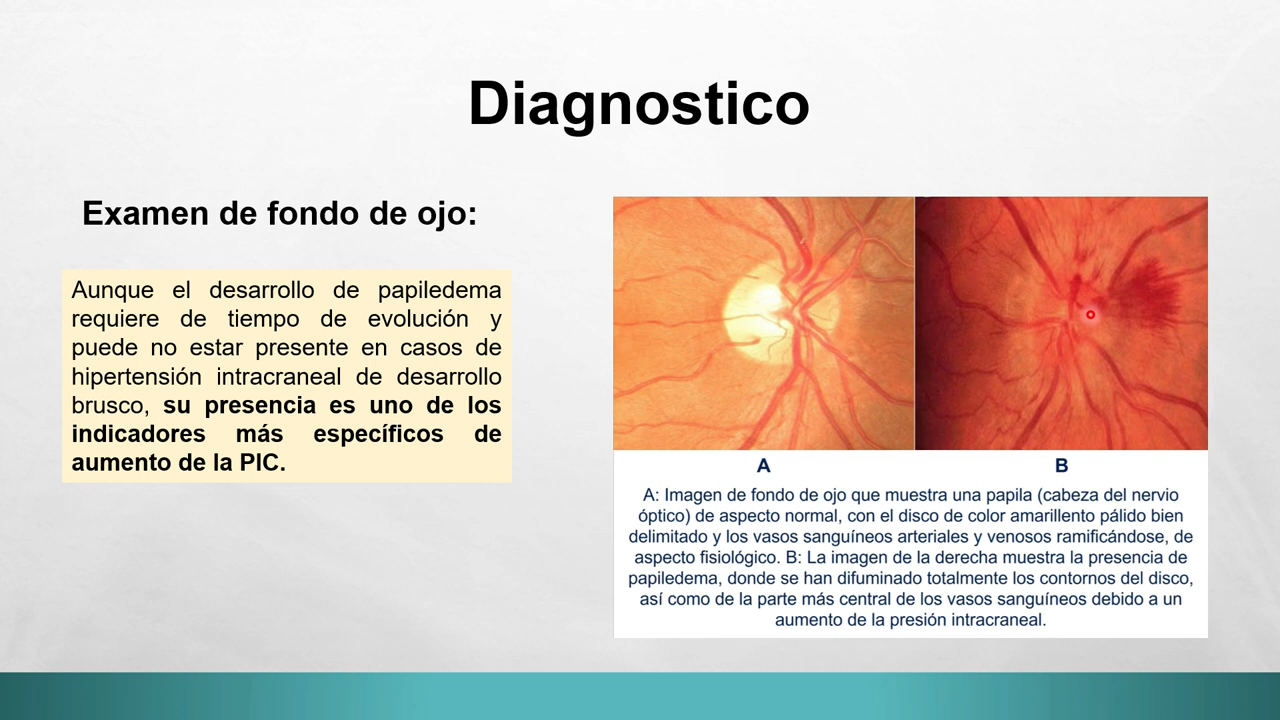 Diagnostico
Examen de fondo de ojo:
Aunque el desarrollo de papiledema
requiere de tiempo de evolución y
puede no estar presente en casos de
hipertensión intracraneal de desarrollo
brusco, su presencia es uno de los
indicadores más específicos de
aumento de la PIC.
A
B
A: Imagen de fondo de ojo que muestra una papila (cabeza del nervio
óptico) de aspecto normal, con el disco de color amarillento pálido bien
delimitado y los vasos sanguíneos arteriales y venosos ramificándose, de
aspecto fisiológico. B: La imagen de la derecha muestra la presencia de
papiledema, donde se han difuminado totalmente los contornos del disco,
así como de la parte más central de los vasos sanguíneos debido a un
aumento de la presión intracraneal.